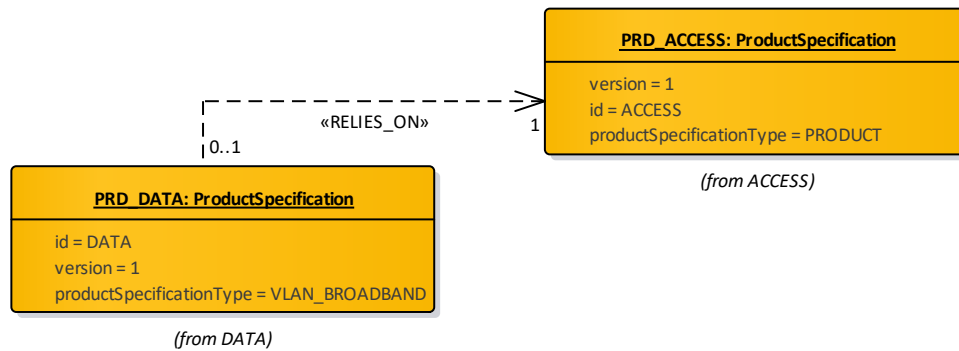 PRD_ACCESS: ProductSpecification
version = 1
id = ACCESS
productSpecificationType = PRODUCT
(from ACCESS)
«RELIES_ON»
1
0..1
PRD_DATA: ProductSpecification
id = DATA
version = 1
productSpecificationType = VLAN_BROADBAND
(from DATA)